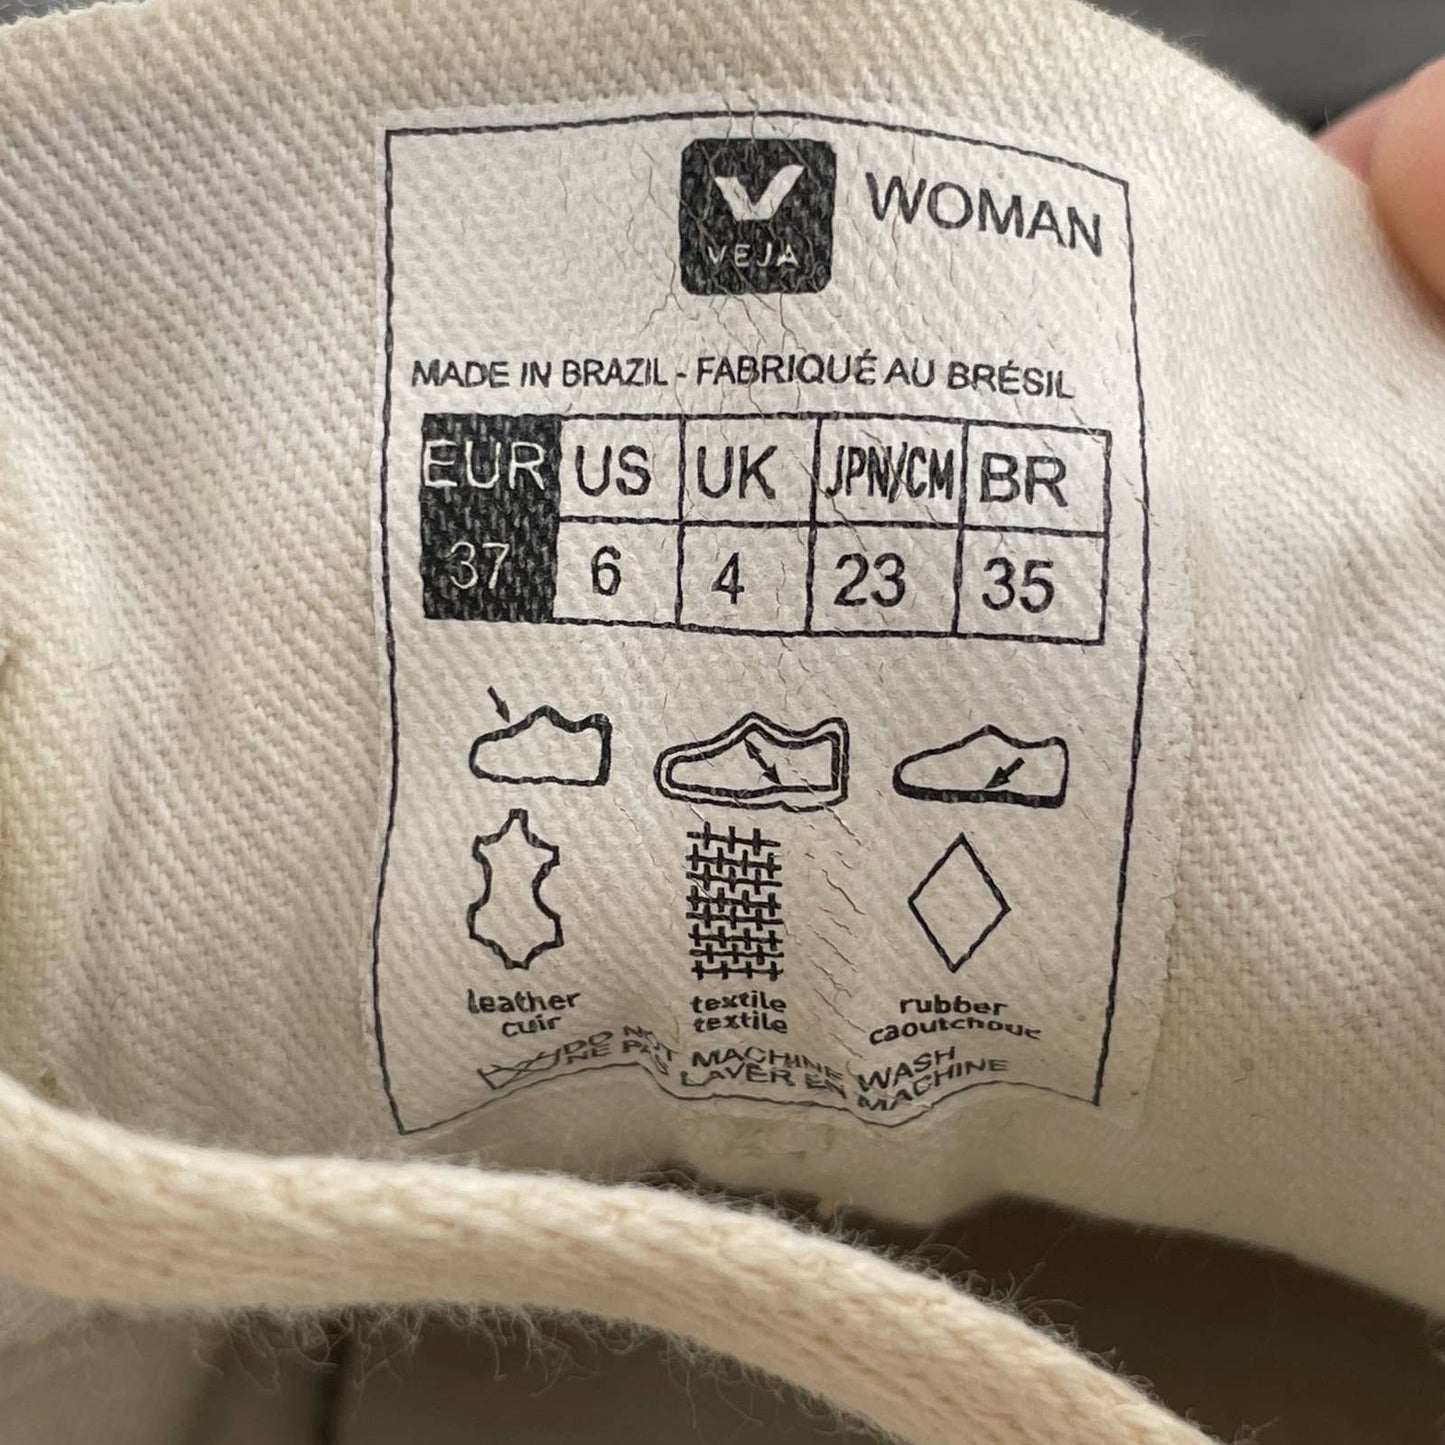 VEJA WOMAN
MADE IN BRAZIL - FABRIQUÉ AU BRÉSIL
EUR US UK JPN/CM BR
37 6 4 23 35
leather textile rubber
cuir textile caoutchouc
DO NOT MACHINE WASH
NE PAS LAVER EN MACHINE